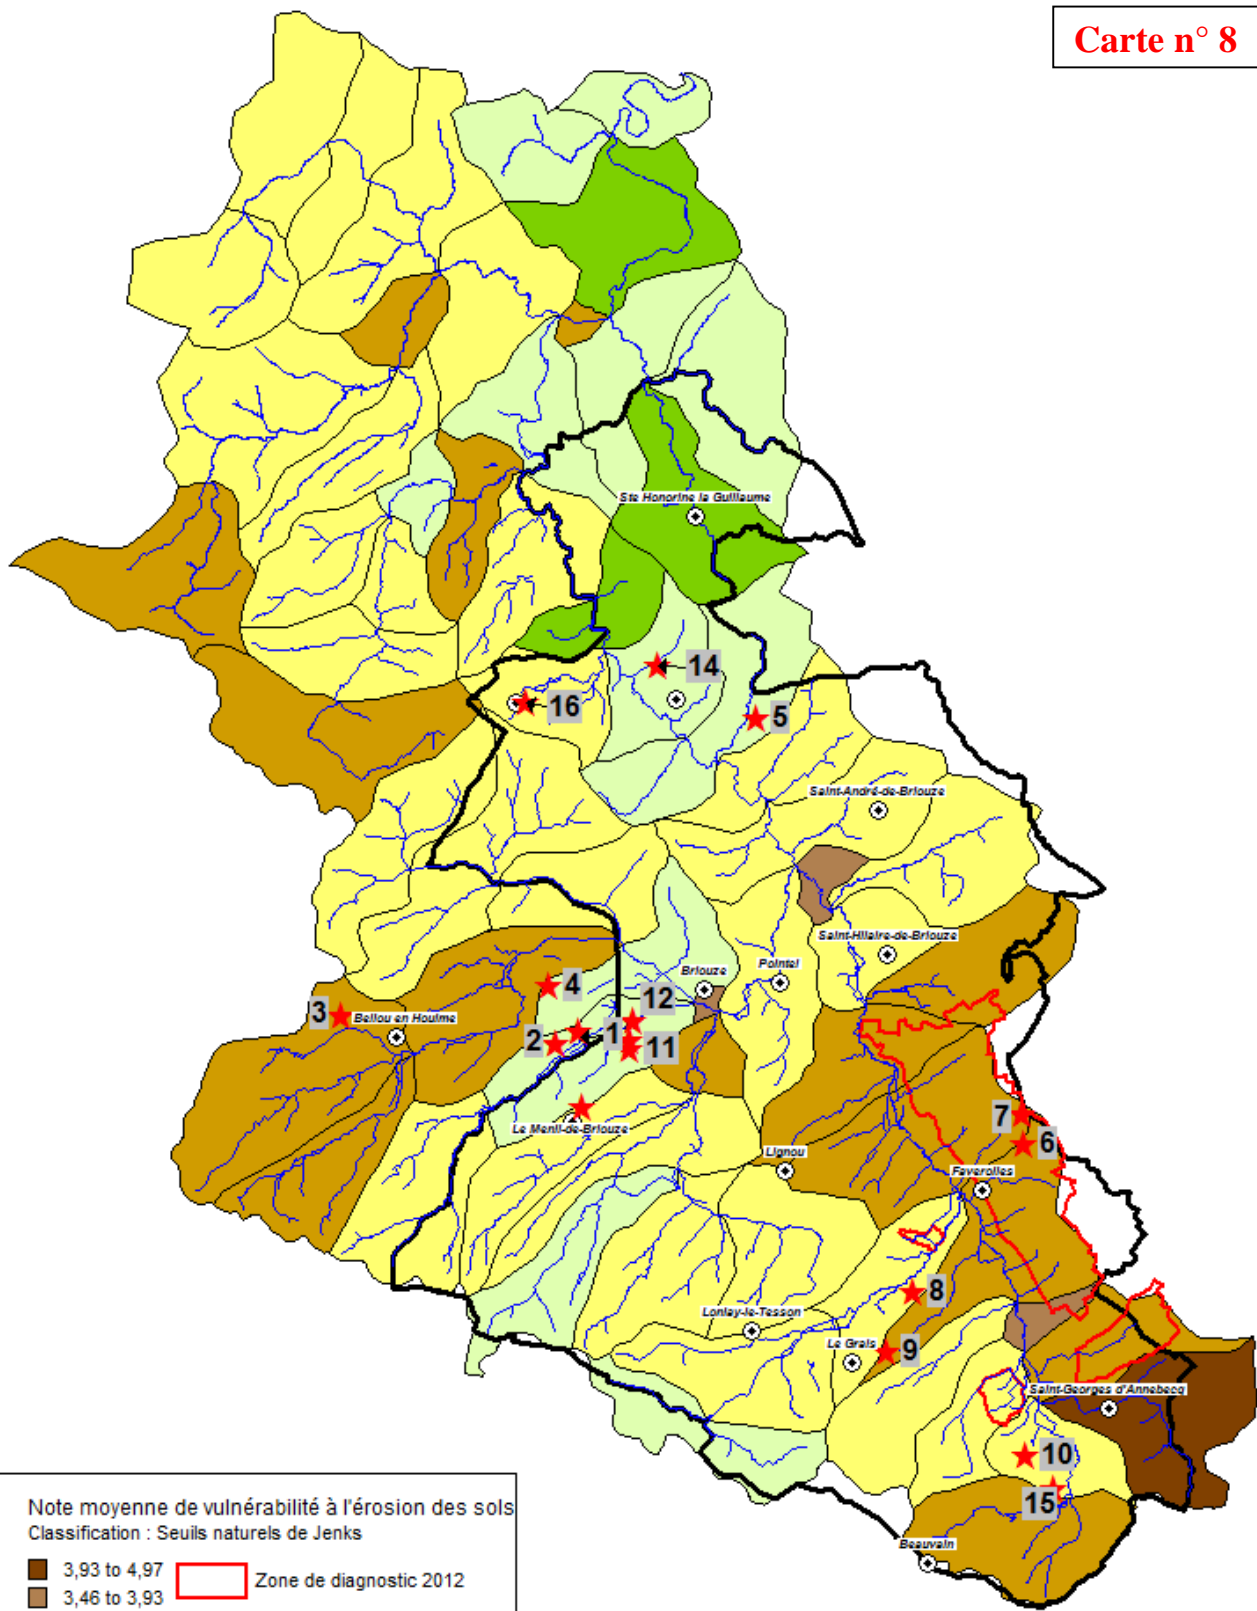 Carte n° 8
Ste Honorine la Guillaume
14
16
5
Saint-André-de-Briouze
Saint-Hilaire-de-Briouze
Pointel
Briouze
4
12
3
Bellou en Houlme
2
1
11
7
Le Menil-de-Briouze
6
Lignou
Faverolles
8
Lonlay-le-Tesson
Le Grais
9
Saint-Georges d'Annebecq
10
15
Beauvain
Note moyenne de vulnérabilité à l'érosion des sols
Classification : Seuils naturels de Jenks
3,93 to 4,97
Zone de diagnostic 2012
3,46 to 3,93